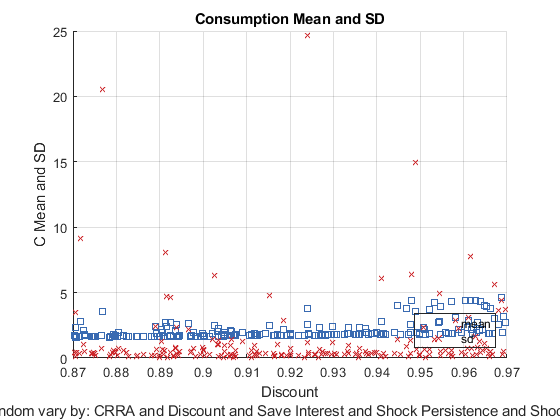 Consumption Mean and SD
C Mean and SD
25
20
15
10
5
0
mean
sd
0.87 0.88 0.89 0.9 0.91 0.92 0.93 0.94 0.95 0.96 0.97
Discount
ndom vary by: CRRA and Discount and Save Interest and Shock Persistence and Shoc